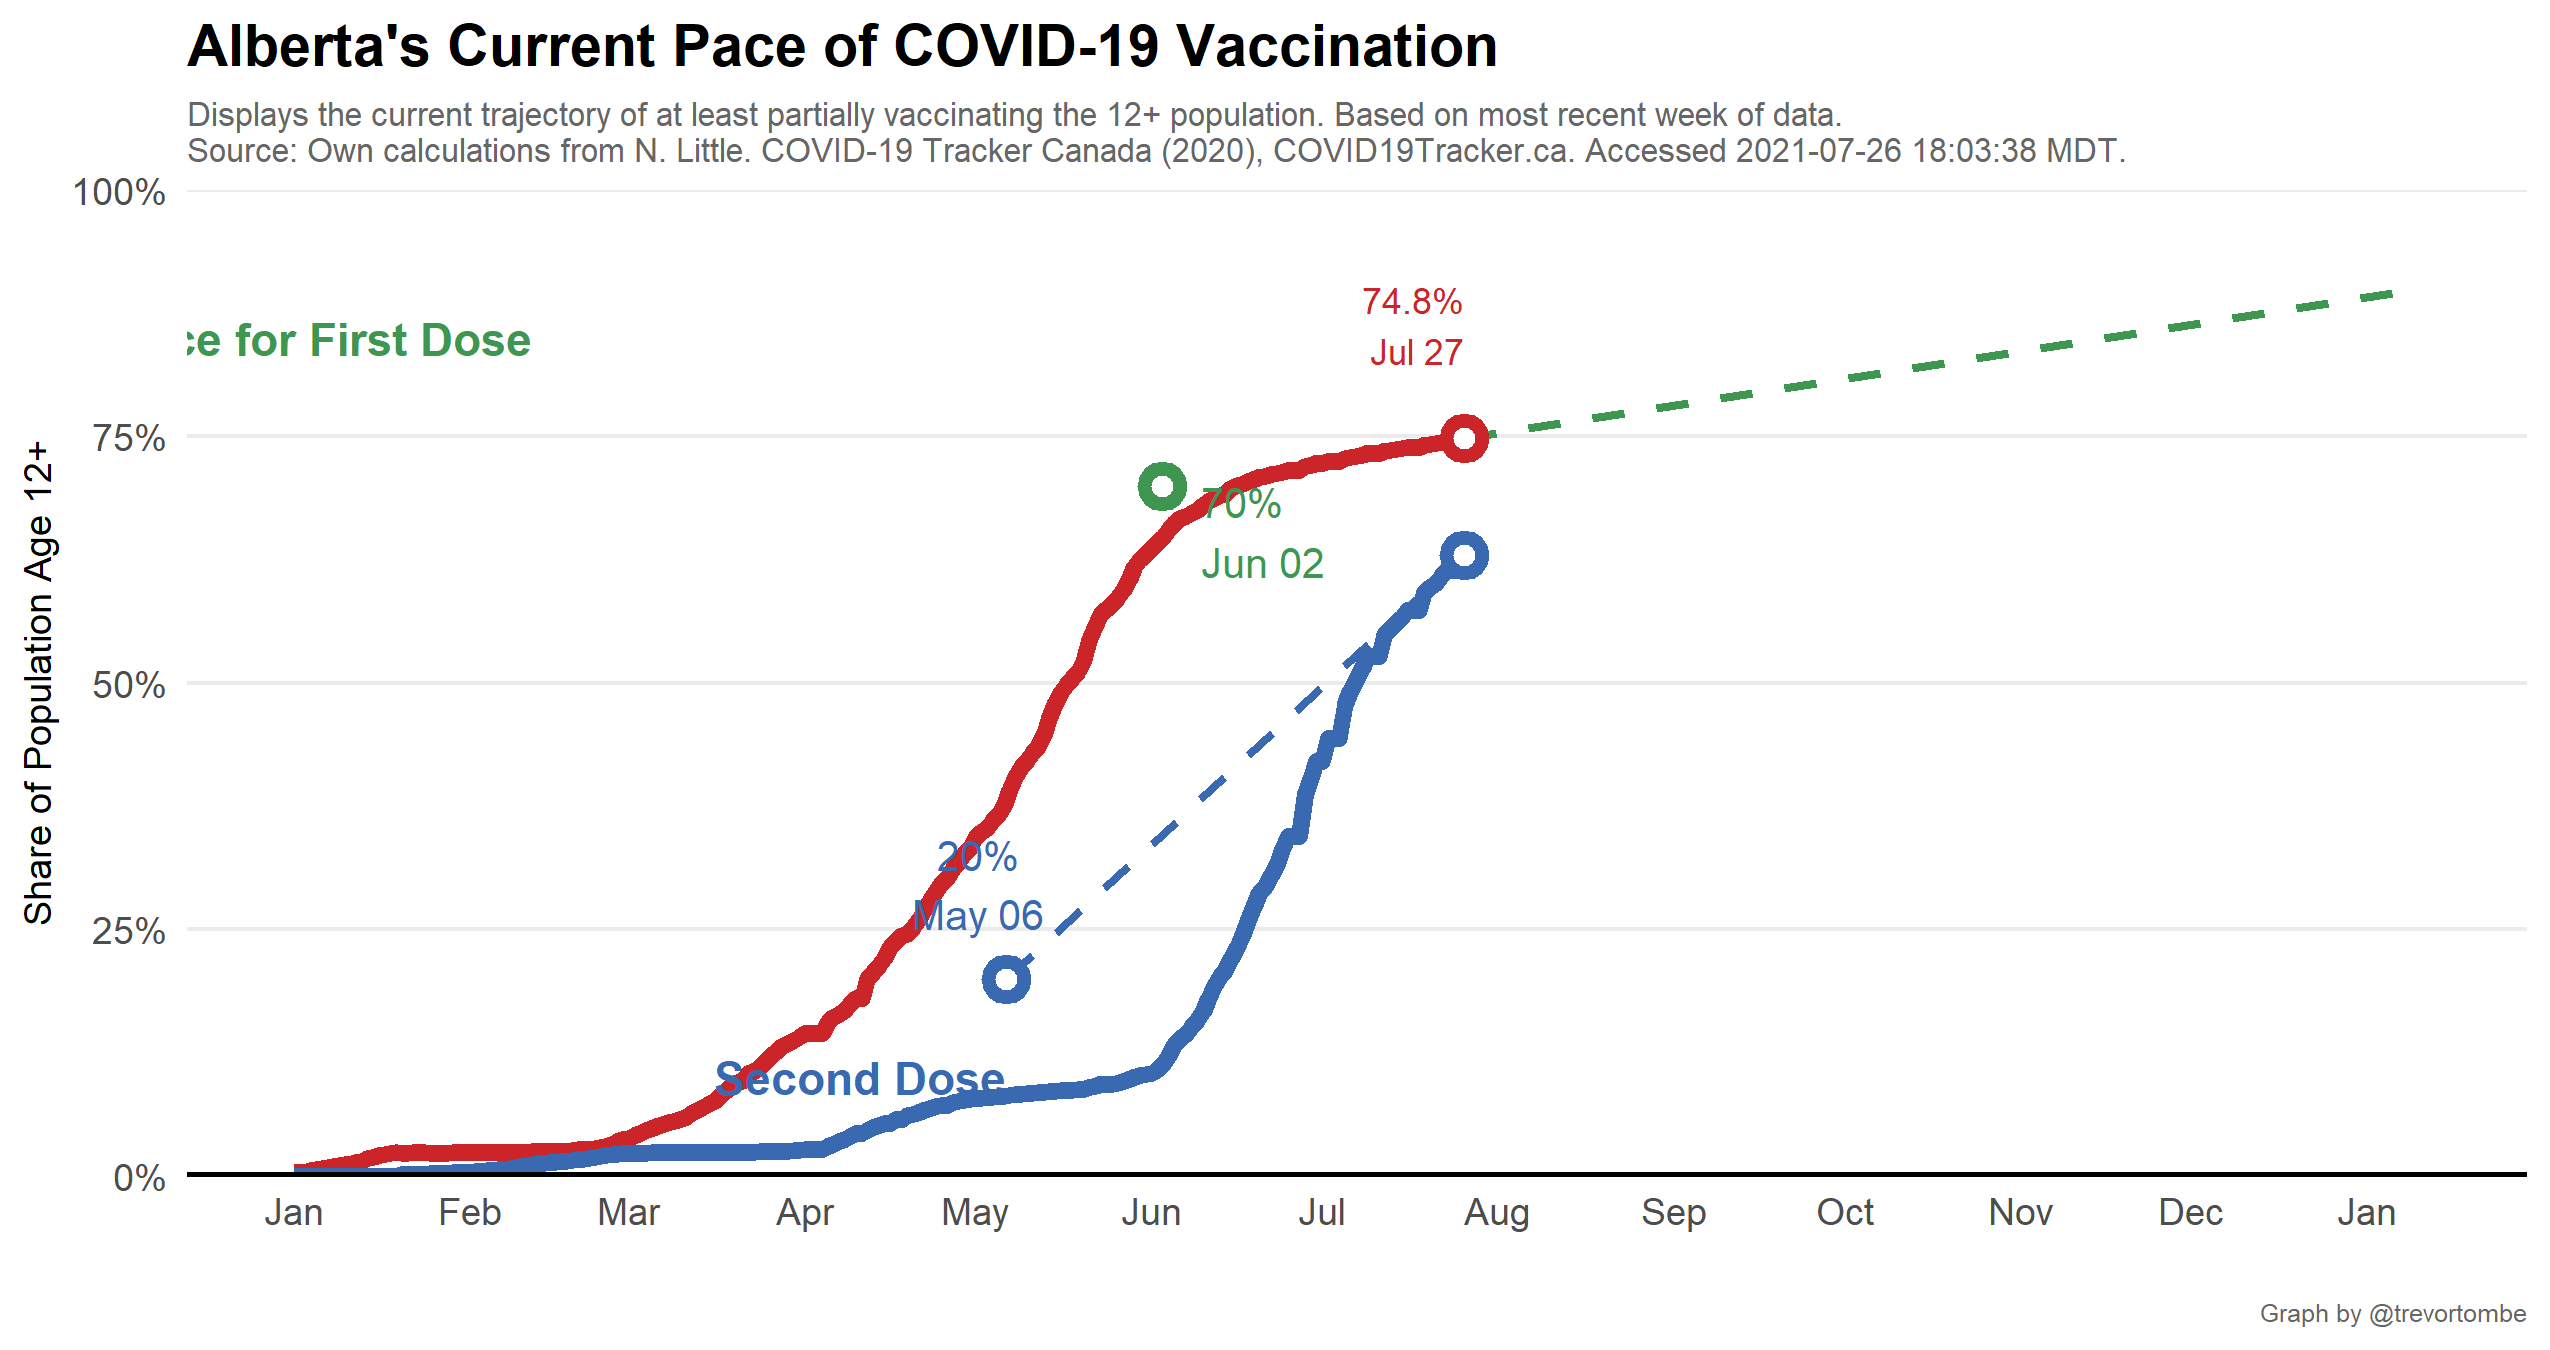 Alberta's Current Pace of COVID-19 Vaccination
Displays the current trajectory of at least partially vaccinating the 12+ population. Based on most recent week of data.
Source: Own calculations from N. Little. COVID-19 Tracker Canada (2020), COVID19Tracker.ca. Accessed 2021-07-26 18:03:38 MDT.
100%
74.8%
Jul 27
ce for First Dose
75%
70%
Jun 02
Share of Population Age 12+
50%
20%
May 06
25%
Second Dose
0%
Jan Feb Mar Apr May Jun Jul Aug Sep Oct Nov Dec Jan
Graph by @trevortombe